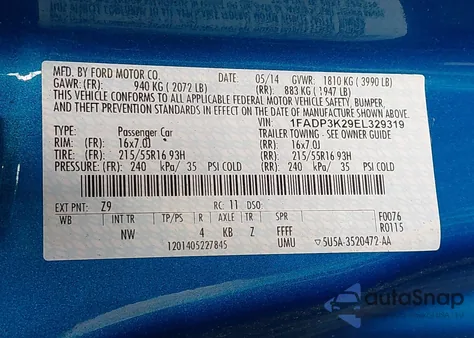 MFD. BY FORD MOTOR CO. DATE: 05/14 GVWR: 1810 KG ( 3990 LB)
GAWR: (FR): 940 KG ( 2072 LB) (RR): 883 KG ( 1947 LB)
THIS VEHICLE CONFORMS TO ALL APPLICABLE FEDERAL MOTOR VEHICLE SAFETY, BUMPER,
AND THEFT PREVENTION STANDARDS IN EFFECT ON THE DATE OF MANUFACTURE SHOWN ABOVE.
VIN: 1FADP3K29EL329319
TYPE: Passenger Car TRAILER TOWING - SEE OWNER GUIDE
RIM: (FR) 16x7.0J (RR): 16x7.0J
TIRE: (FR) 215/55R16 93H (RR): 215/55R16 93H
PRESSURE: (FR) 240 kPa/ 35 PSI COLD (RR): 240 kPa/ 35 PSI COLD
EXT PNT: Z9 RC: 11 DSO: F0076
WB INT TR TP/PS R AXLE TR SPR R0115
NW 4 KB Z FFFF
1201405227845 UMU 5U5A-3520472-AA
autoSnap